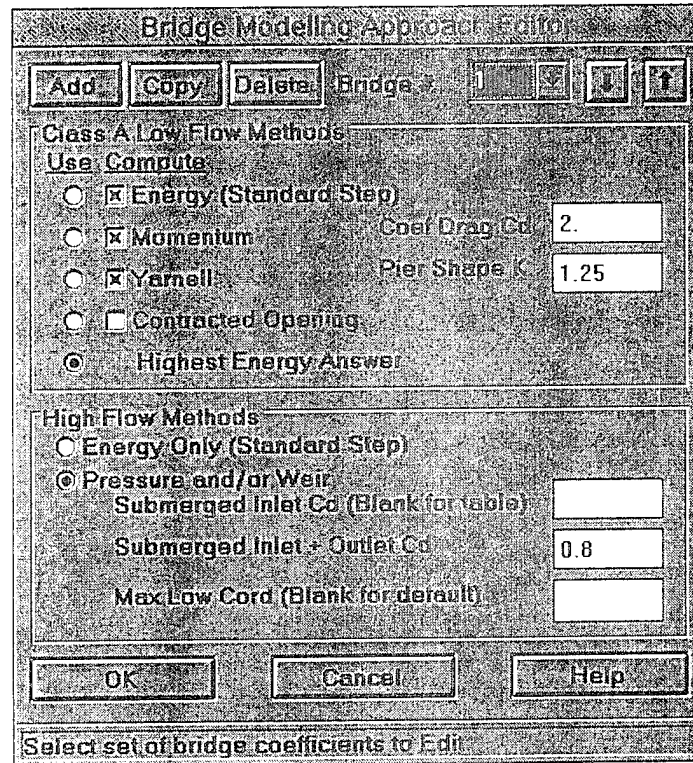 Bridge Modeling Approach Editor
Add Copy Delete Bridge # 1
Class A Low Flow Methods
Use Compute
Energy (Standard Step)
Momentum Coef Drag Cd 2.
Yarnell Pier Shape K 1.25
Contracted Opening
Highest Energy Answer
High Flow Methods
Energy Only (Standard Step)
Pressure and/or Weir
Submerged Inlet Cd (Blank for table)
Submerged Inlet + Outlet Cd 0.8
Max Low Cord (Blank for default)
OK Cancel Help
Select set of bridge coefficients to Edit